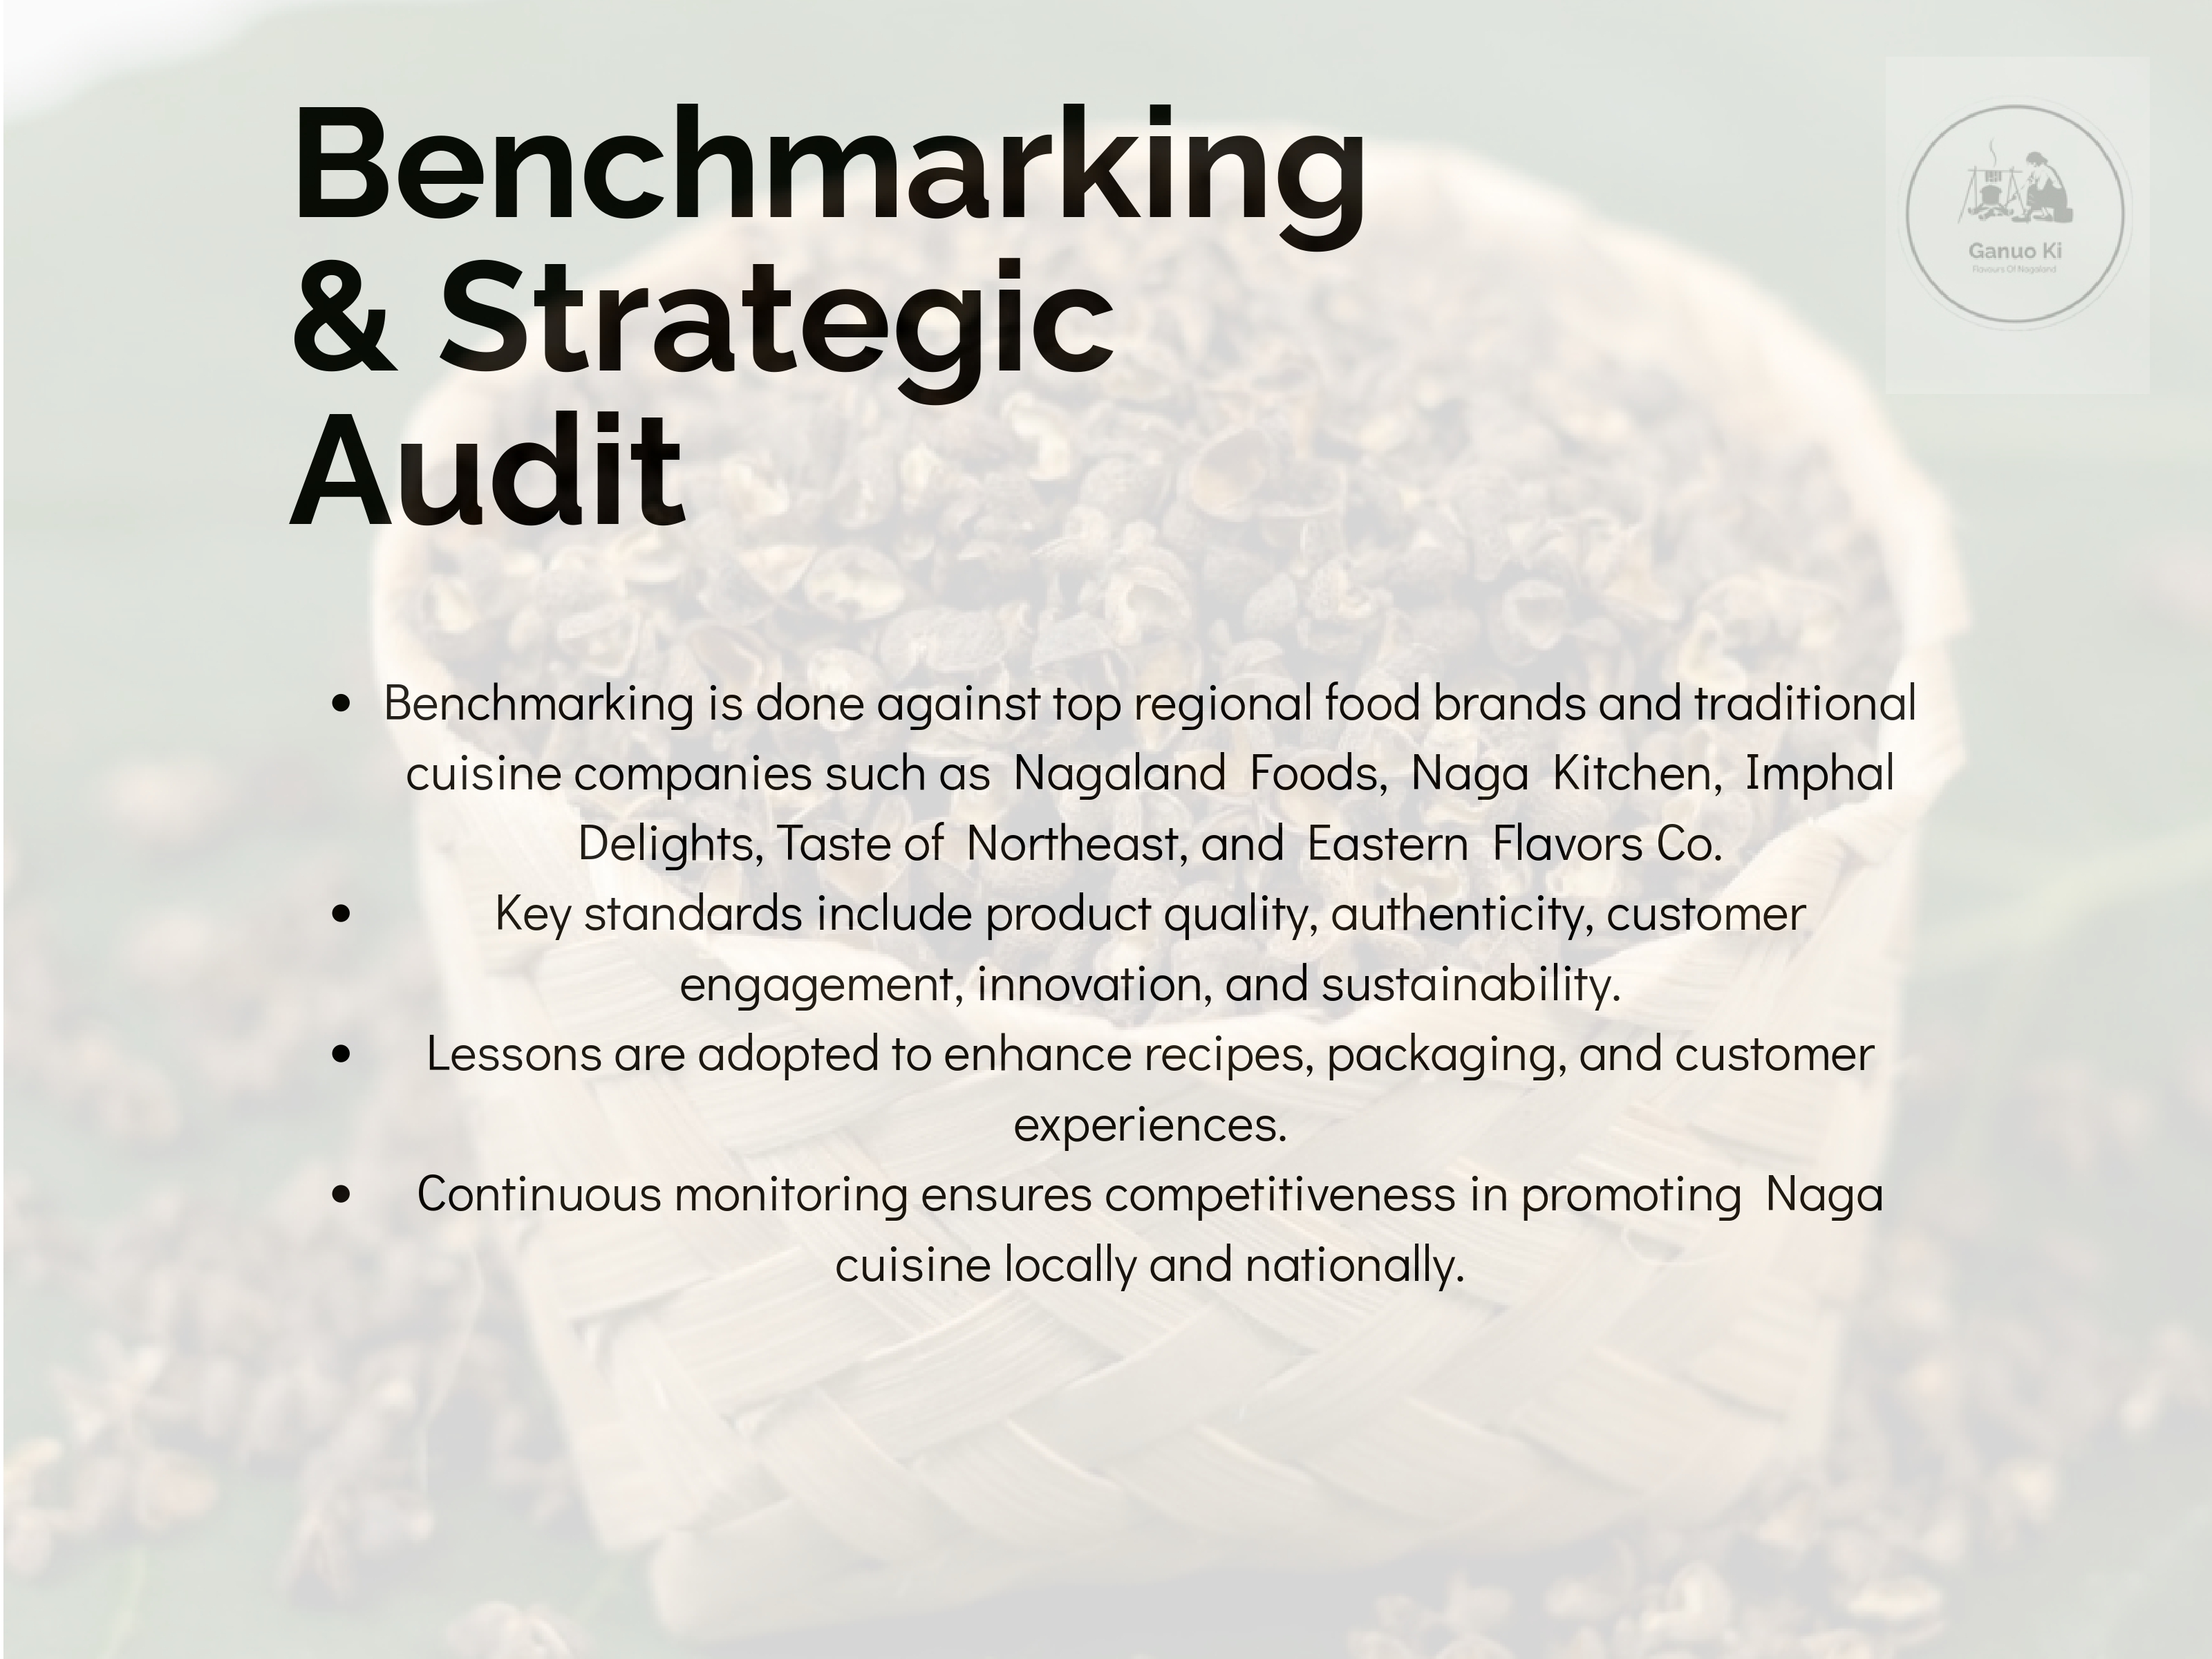 Benchmarking
& Strategic
Audit
Ganuo Ki
Flavours Of Nagaland
• Benchmarking is done against top regional food brands and traditional
cuisine companies such as Nagaland Foods, Naga Kitchen, Imphal
Delights, Taste of Northeast, and Eastern Flavors Co.
• Key standards include product quality, authenticity, customer
engagement, innovation, and sustainability.
• Lessons are adopted to enhance recipes, packaging, and customer
experiences.
• Continuous monitoring ensures competitiveness in promoting Naga
cuisine locally and nationally.